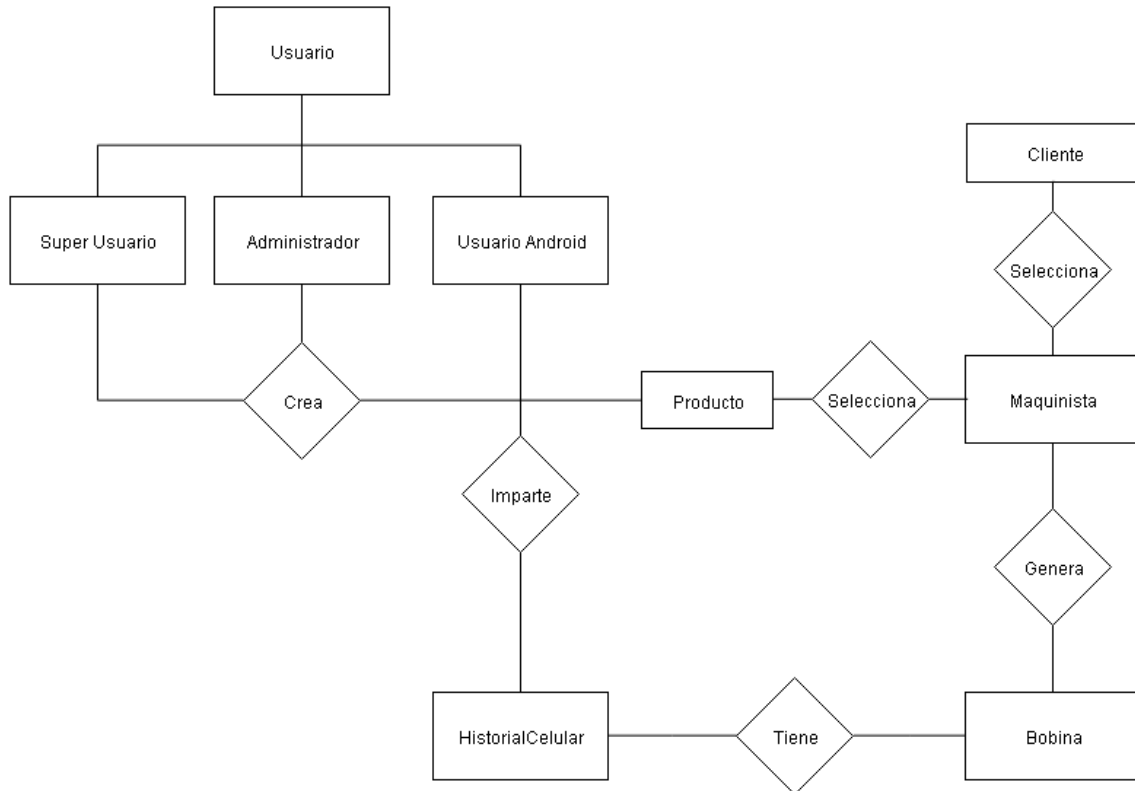 Usuario
Cliente
Super Usuario
Administrador
Usuario Android
Selecciona
Crea
Producto
Selecciona
Maquinista
Imparte
Genera
HistorialCelular
Tiene
Bobina